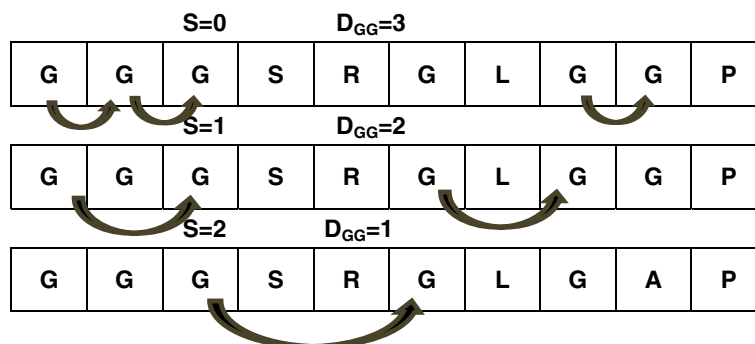 S=0 D_GG=3
G G G S R G L G G P
S=1 D_GG=2
G G G S R G L G G P
S=2 D_GG=1
G G G S R G L G A P